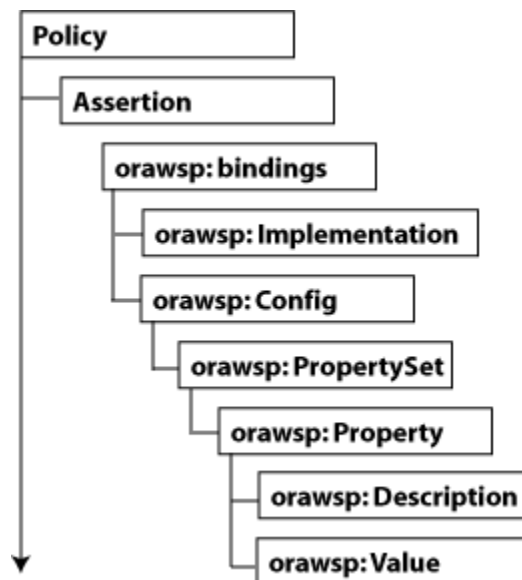 Policy
Assertion
orawsp:bindings
orawsp:Implementation
orawsp:Config
orawsp:PropertySet
orawsp:Property
orawsp:Description
orawsp:Value